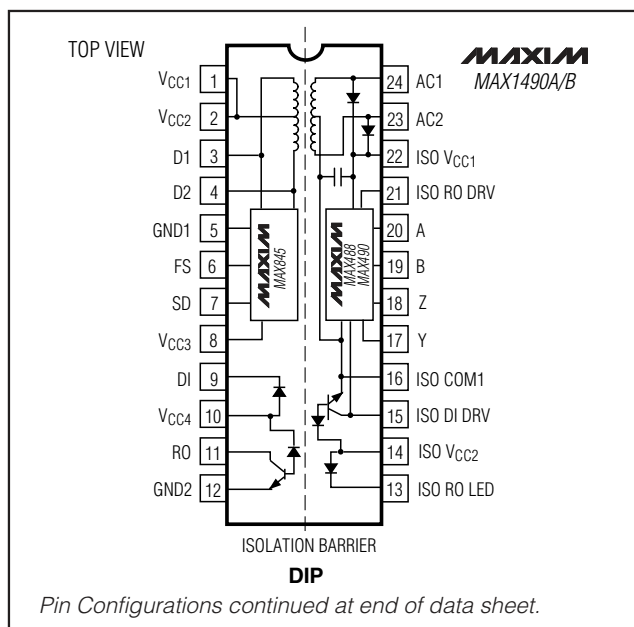 TOP VIEW
MAXIM
MAX1490A/B
VCC1 1
VCC2 2
D1 3
D2 4
GND1 5
FS 6
SD 7
VCC3 8
DI 9
VCC4 10
RO 11
GND2 12
MAXIM
MAX845
MAXIM
MAX488
MAX490
24 AC1
23 AC2
22 ISO VCC1
21 ISO RO DRV
20 A
19 B
18 Z
17 Y
16 ISO COM1
15 ISO DI DRV
14 ISO VCC2
13 ISO RO LED
ISOLATION BARRIER
DIP
Pin Configurations continued at end of data sheet.